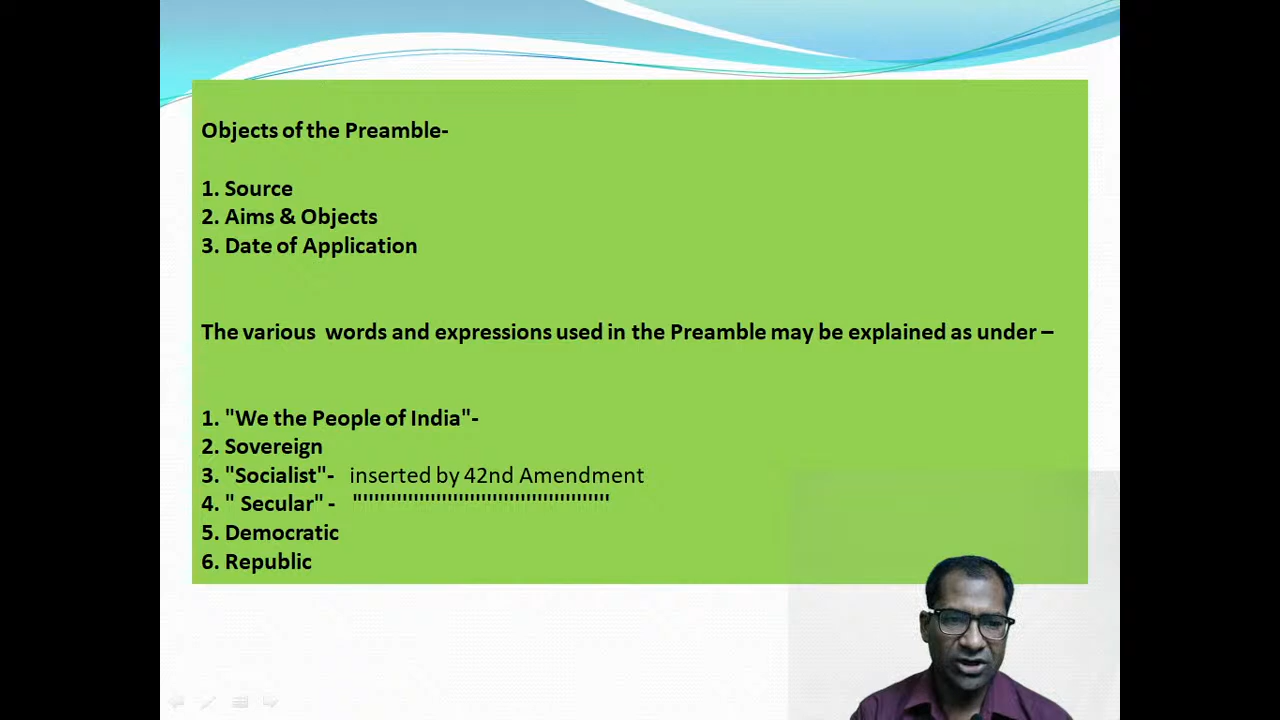 Objects of the Preamble-
1. Source
2. Aims & Objects
3. Date of Application
The various words and expressions used in the Preamble may be explained as under –
1. "We the People of India"-
2. Sovereign
3. "Socialist"- inserted by 42nd Amendment
4. " Secular" - "''''''''''''''''''''''''''''''''''''''''''''
5. Democratic
6. Republic